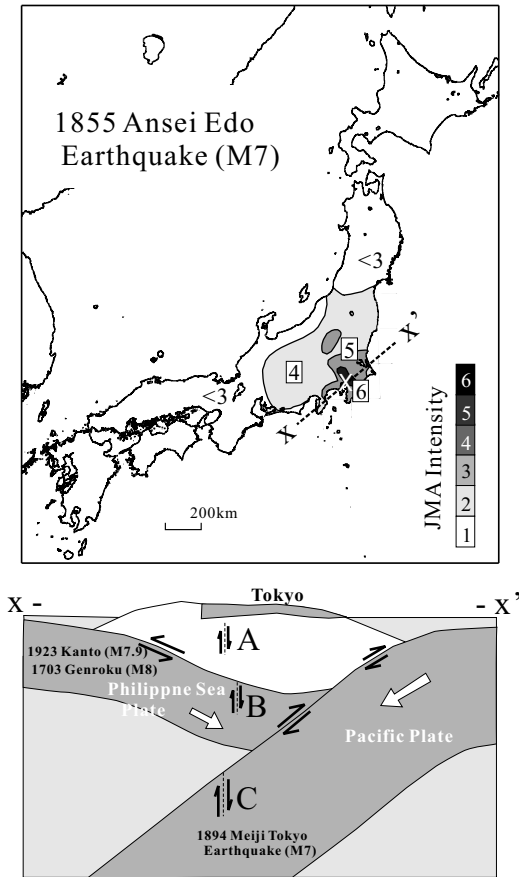 1855 Ansei Edo
Earthquake (M7)
<3
X’
5
4
6
<3
X
6
5
4
3
2
1
JMA Intensity
200km
X -
Tokyo
- X’
A
1923 Kanto (M7.9)
1703 Genroku (M8)
Philippne Sea
Plate
B
Pacific Plate
C
1894 Meiji Tokyo
Earthquake (M7)